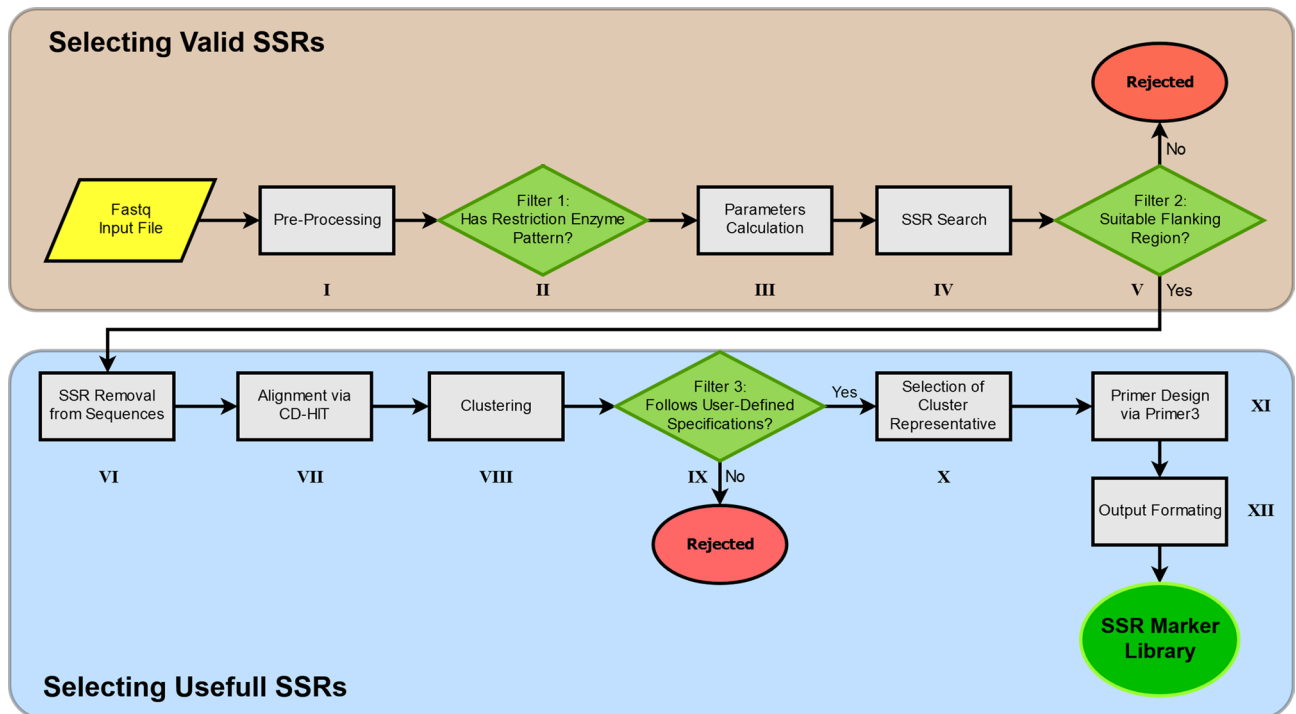 Selecting Valid SSRs
Rejected
No
Fastq
Input File
Pre-Processing
Filter 1:
Has Restriction Enzyme
Pattern?
Parameters
Calculation
SSR Search
Filter 2:
Suitable Flanking
Region?
I
II
III
IV
V
Yes
SSR Removal
from Sequences
Alignment via
CD-HIT
Clustering
Filter 3:
Follows User-Defined
Specifications?
Yes
Selection of
Cluster
Representative
Primer Design
via Primer3
XI
VI
VII
VIII
IX
No
X
Output Formating
XII
Rejected
SSR Marker
Library
Selecting Usefull SSRs